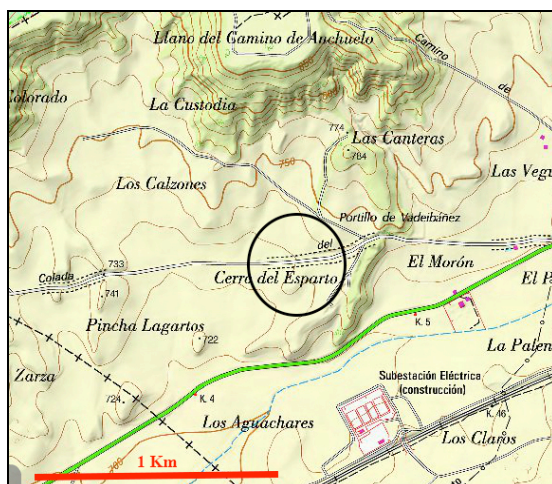 Llano del Camino de Anchuelo
Camino
de
Colorado
La Custodia
774
Las Canteras
784
750
Las Vegu
Los Calzones
Portillo de Valdeibáñez
del
El Morón
Colada
733
Cerro del Esparto
El P
741
K. 5
Pincha Lagartos
722
La Palen
Zarza
Subestación Eléctrica
(construcción)
724
K. 4
K. 46
Los Aguachares
Los Claros
700
1 Km